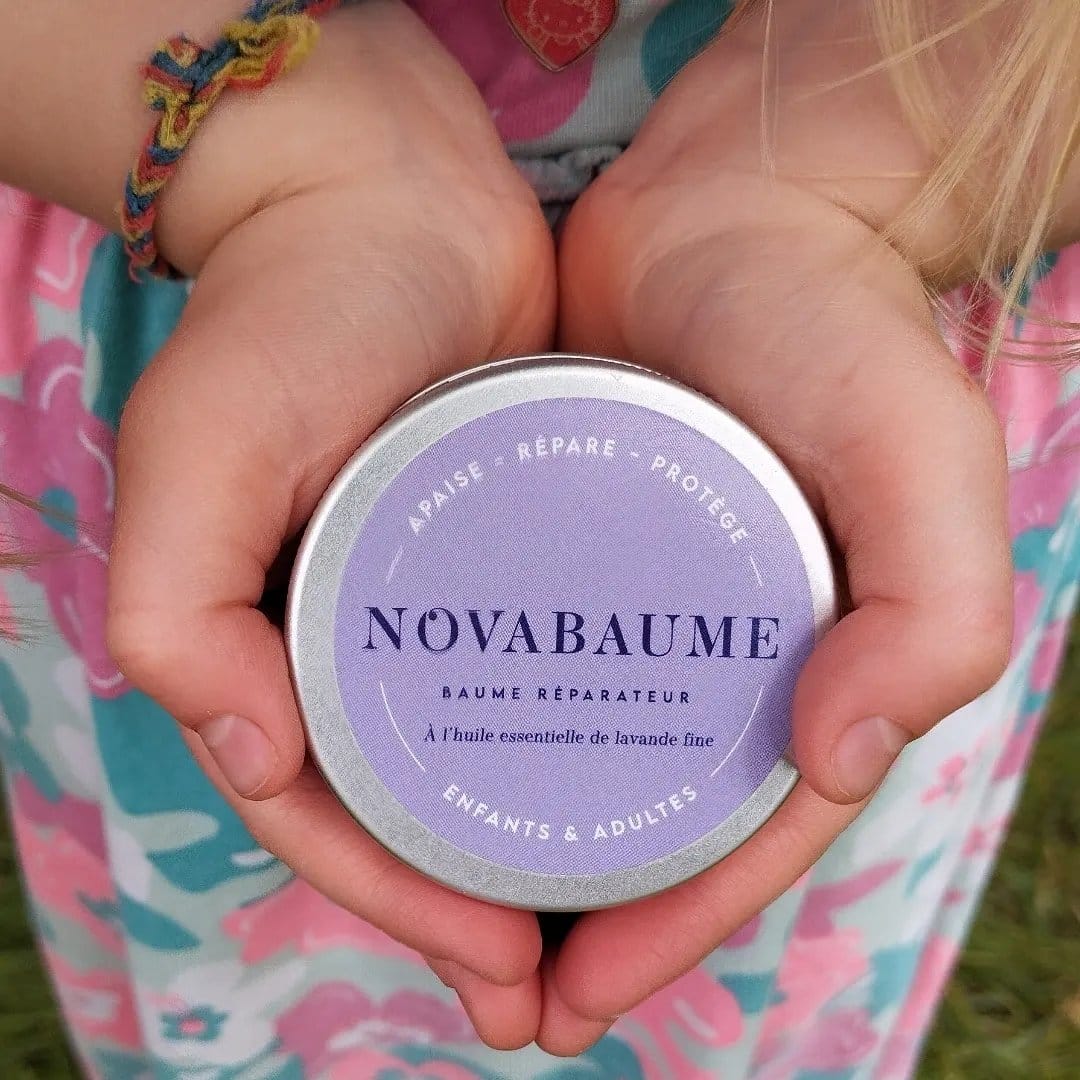 APAISE - RÉPARE - PROTÈGE
NOVABAUME
BAUME RÉPARATEUR
À l'huile essentielle de lavande fine
ENFANTS & ADULTES